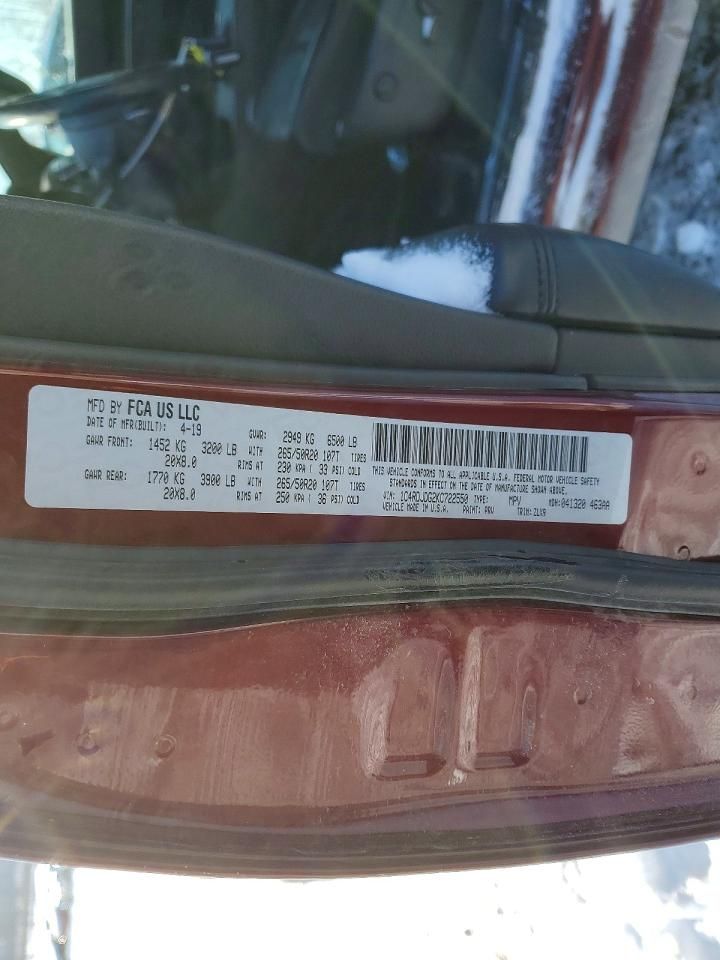 MFD BY FCA US LLC
DATE OF MFR(BUILT): 4-19 GVWR: 2949 KG 6500 LB
GAWR FRONT: 1452 KG 3200 LB WITH 265/50R20 107T TIRES
20X8.0 RIMS AT 230 KPA ( 33 PSI) COLD
GAWR REAR: 1770 KG 3900 LB WITH 265/50R20 107T TIRES
20X8.0 RIMS AT 250 KPA ( 36 PSI) COLD
THIS VEHICLE CONFORMS TO ALL APPLICABLE U.S.A. FEDERAL MOTOR VEHICLE SAFETY
STANDARDS IN EFFECT ON THE DATE OF MANUFACTURE SHOWN ABOVE.
VIN: 1C4RDJDG2KC722550 TYPE: MPV MDH:041320 463AA
VEHICLE MADE IN U.S.A. PAINT: PRV TRIM: ZLX9